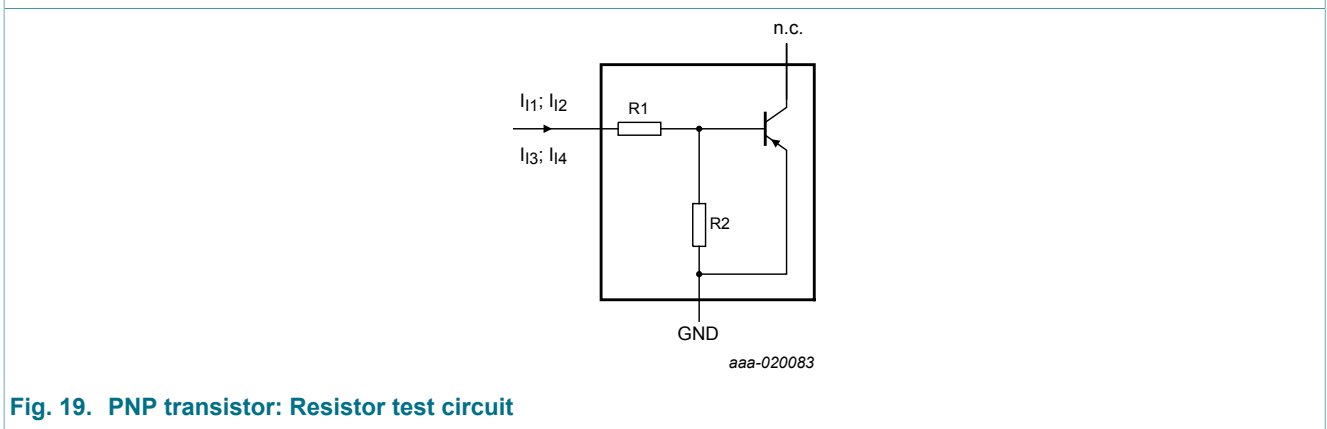 n.c.
I_I1; I_I2
R1
I_I3; I_I4
R2
GND
aaa-020083
Fig. 19. PNP transistor: Resistor test circuit